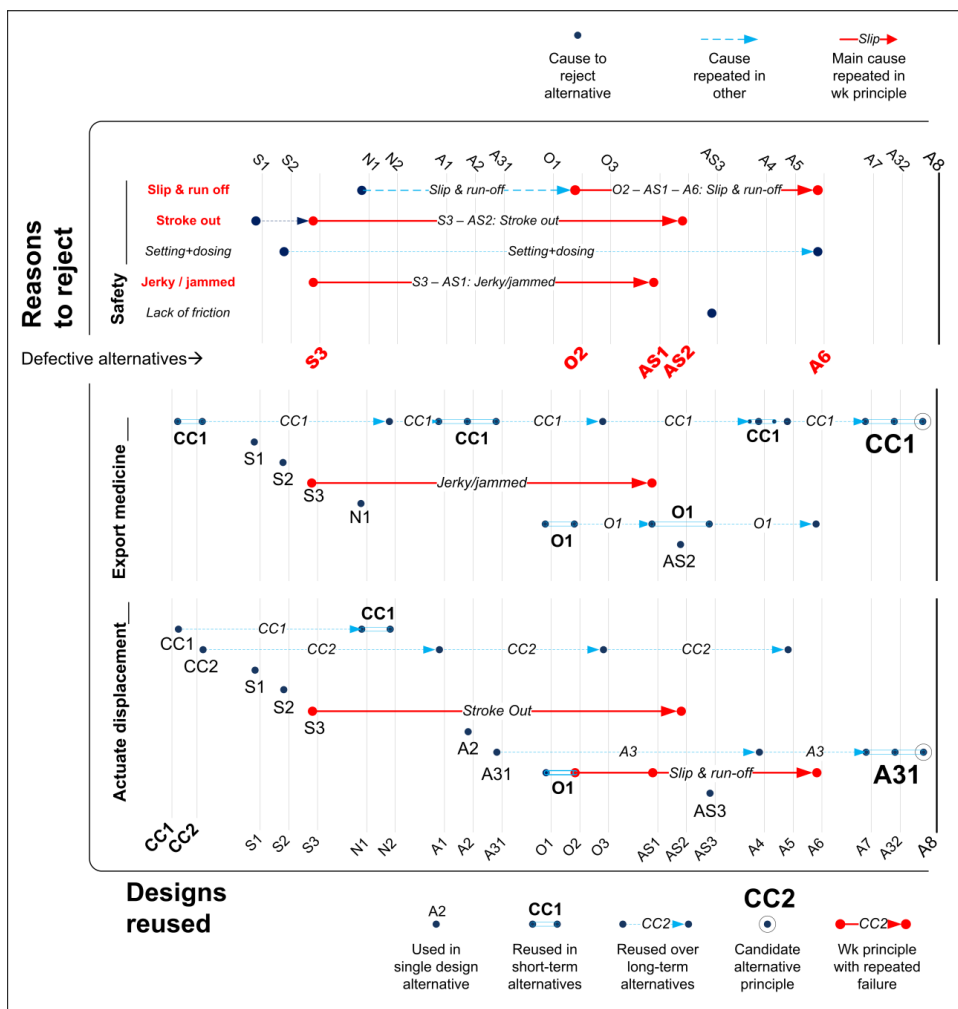 Slip
Cause to
reject
alternative
Cause
repeated in
other
Main cause
repeated in
wk principle
S1 S2 N1 N2 A1 A2 A31 O1 O3 AS3 A4 A5 A7 A32 A8
Reasons
to reject
Safety
Slip & run off
Slip & run-off
O2 – AS1 – A6: Slip & run-off
Stroke out
S3 – AS2: Stroke out
Setting+dosing
Setting+dosing
Jerky / jammed
S3 – AS1: Jerky/jammed
Lack of friction
Defective alternatives→
S3 O2 AS1 AS2 A6
Export medicine__
CC1 CC1 CC1 CC1 CC1
CC1 CC1 CC1 CC1
S1
S2
Jerky/jammed
S3
N1
O1
O1 O1 O1
AS2
Actuate displacement__
CC1
CC1 CC1
CC2 CC2 CC2 CC2
S1
S2
Stroke Out
S3
A2
A3 A3
A31 A31
Slip & run-off
O1
AS3
CC1 CC2 S1 S2 S3 N1 N2 A1 A2 A31 O1 O2 O3 AS1 AS2 AS3 A4 A5 A6 A7 A32 A8
Designs
reused
A2
Used in
single design
alternative
CC1
Reused in
short-term
alternatives
CC2
Reused over
long-term
alternatives
CC2
Candidate
alternative
principle
CC2
Wk principle
with repeated
failure